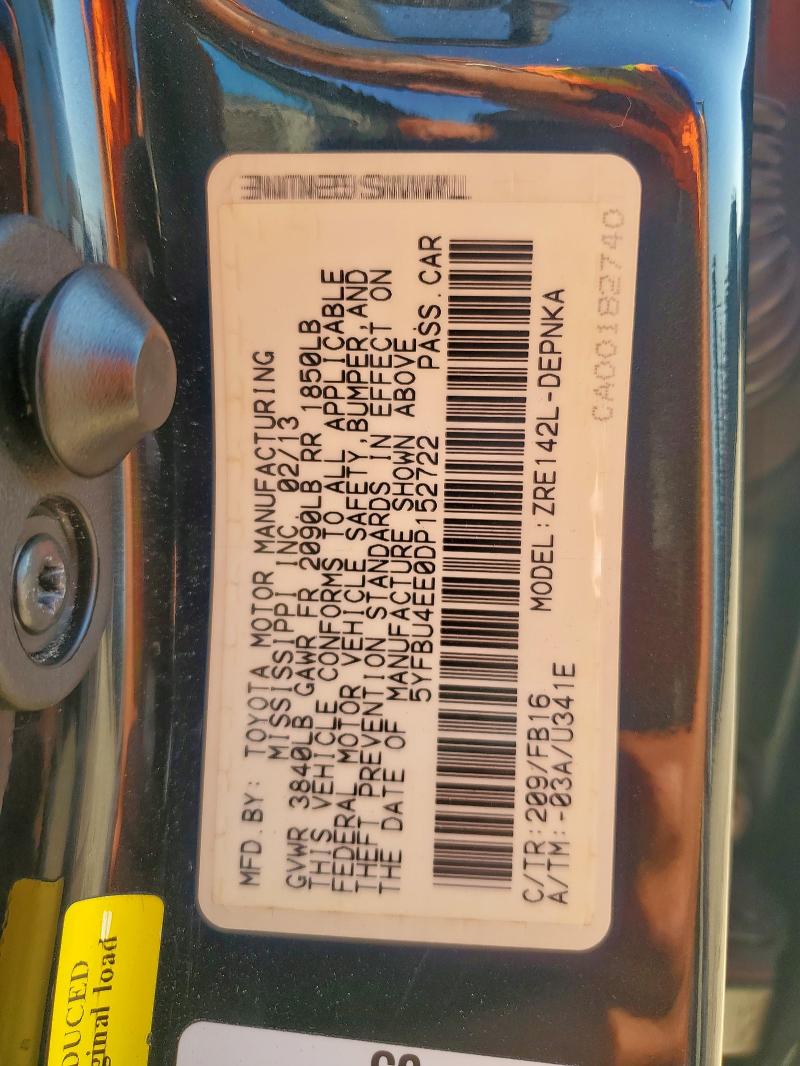 MFD.BY: TOYOTA MOTOR MANUFACTURING
MISSISSIPPI INC 02/13
GVWR 3840LB GAWR FR 2090LB RR 1850LB
THIS VEHICLE CONFORMS TO ALL APPLICABLE
FEDERAL MOTOR VEHICLE SAFETY,BUMPER,AND
THEFT PREVENTION STANDARDS IN EFFECT ON
THE DATE OF MANUFACTURE SHOWN ABOVE.
5YFBU4EE0DP152722 PASS.CAR
C/TR:209/FB16 MODEL:ZRE142L-DEPNKA
A/TM:-03A/U341E
CA00182740
DUCED
ginal load